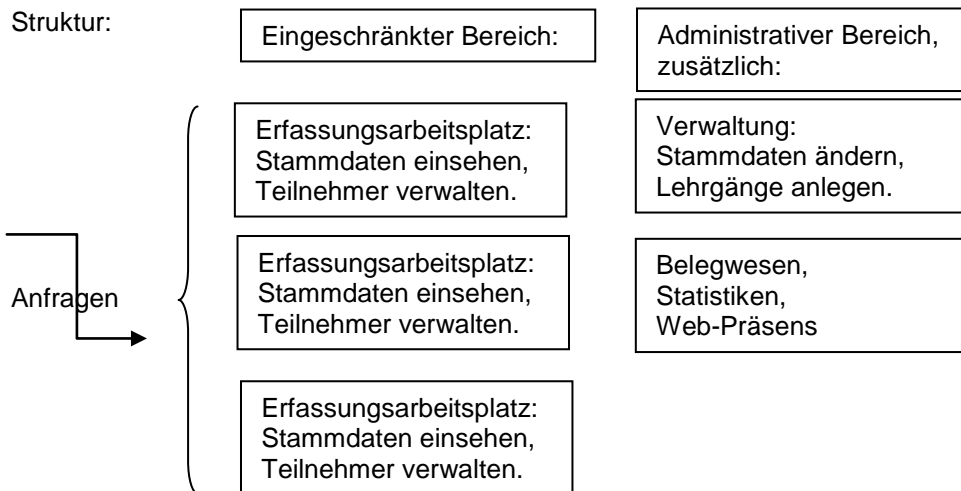 Struktur:
Eingeschränkter Bereich:
Administrativer Bereich,
zusätzlich:
Erfassungsarbeitsplatz:
Stammdaten einsehen,
Teilnehmer verwalten.
Verwaltung:
Stammdaten ändern,
Lehrgänge anlegen.
Anfragen
Erfassungsarbeitsplatz:
Stammdaten einsehen,
Teilnehmer verwalten.
Belegwesen,
Statistiken,
Web-Präsens
Erfassungsarbeitsplatz:
Stammdaten einsehen,
Teilnehmer verwalten.